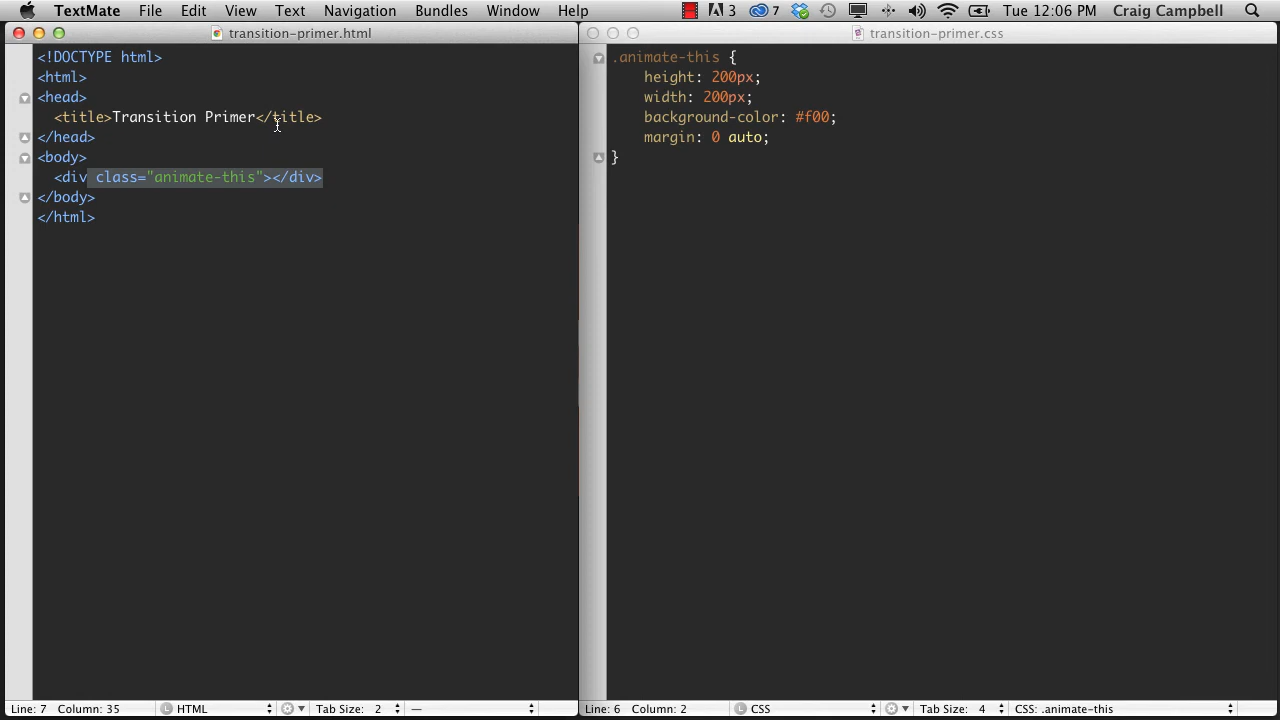 TextMate File Edit View Text Navigation Bundles Window Help 3 7 Tue 12:06 PM Craig Campbell
transition-primer.html
<!DOCTYPE html>
<html>
<head>
<title>Transition Primer</title>
</head>
<body>
<div class="animate-this"></div>
</body>
</html>
Line: 7 Column: 35 L HTML Tab Size: 2 —
transition-primer.css
.animate-this {
height: 200px;
width: 200px;
background-color: #f00;
margin: 0 auto;
}
Line: 6 Column: 2 L CSS Tab Size: 4 CSS: .animate-this